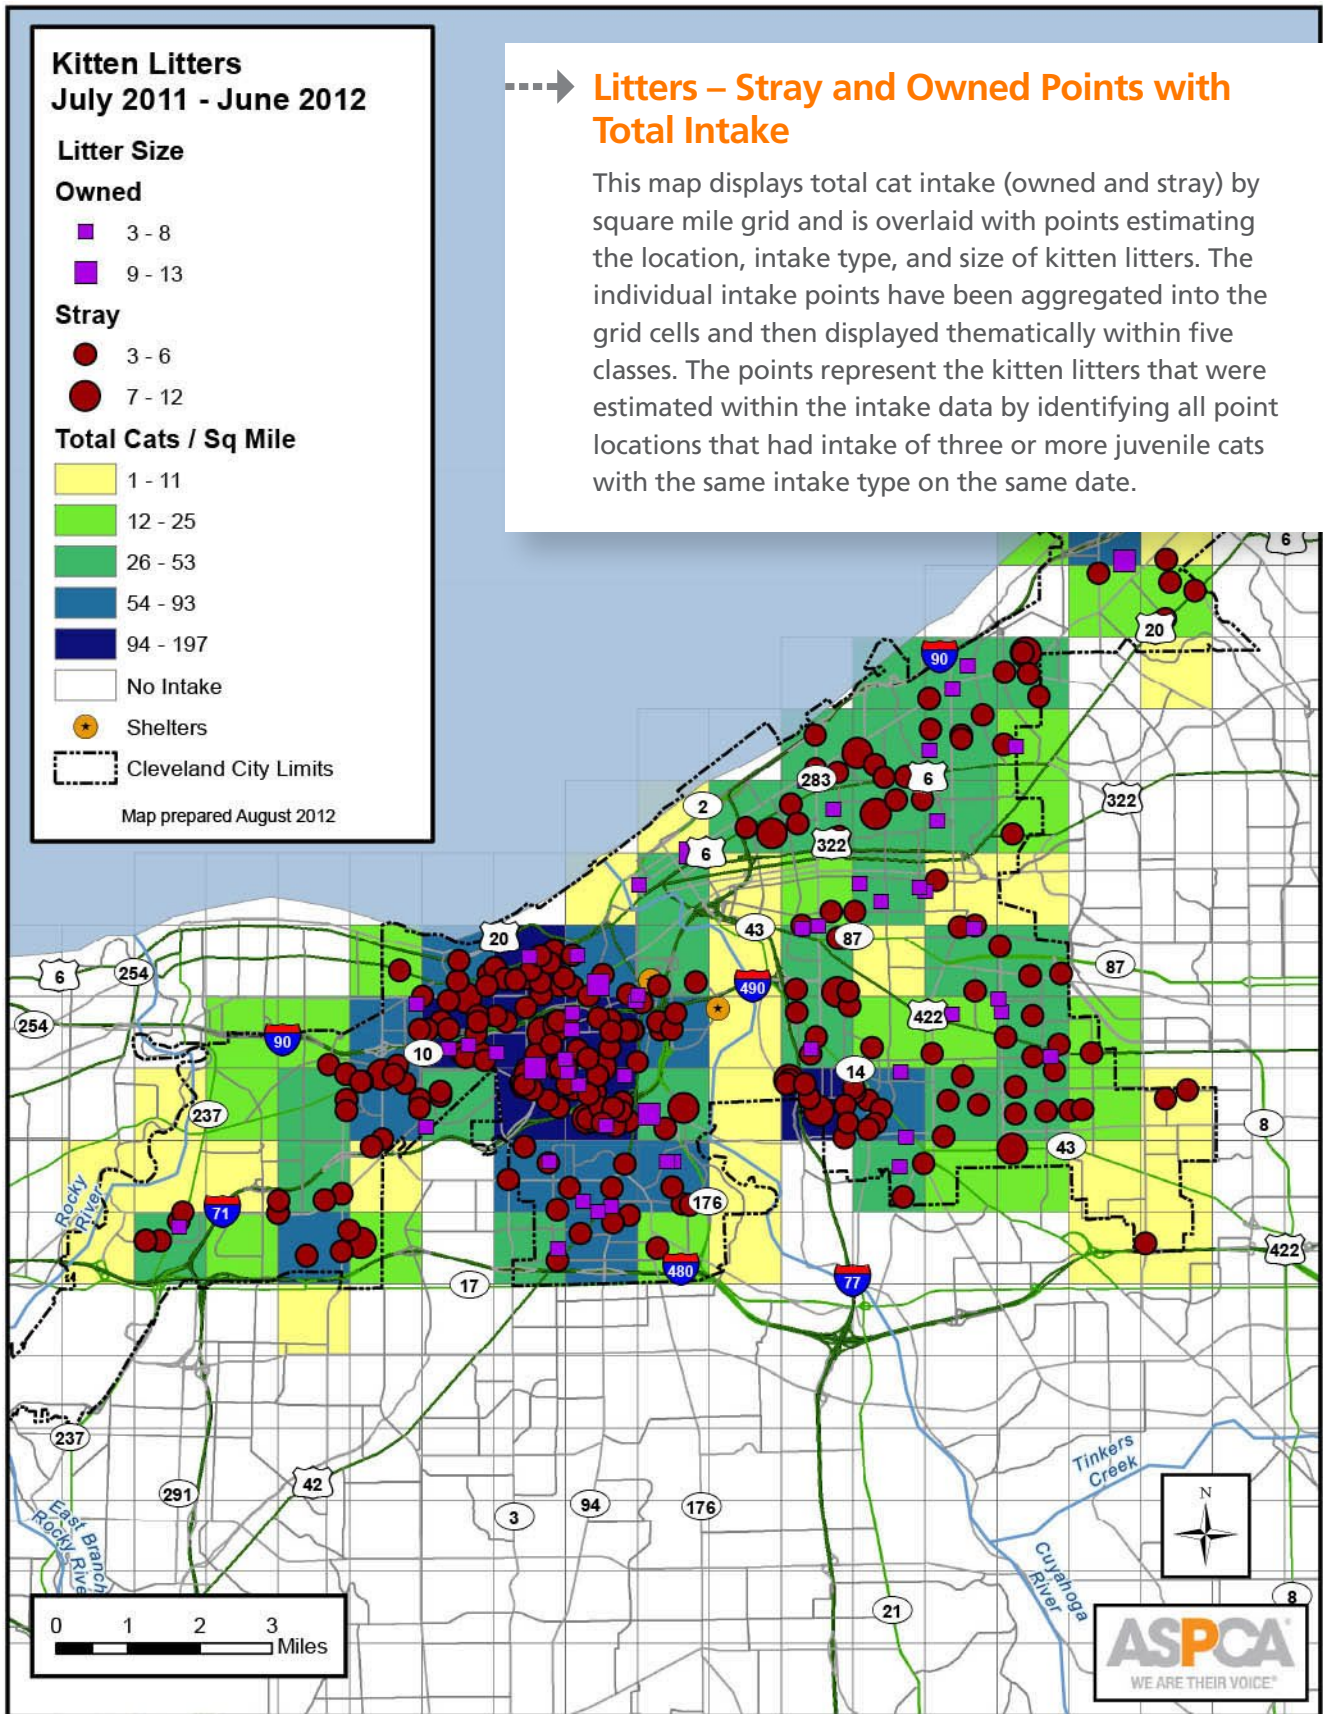 Kitten Litters
July 2011 - June 2012
Litter Size
Owned
3 - 8
9 - 13
Stray
3 - 6
7 - 12
Total Cats / Sq Mile
1 - 11
12 - 25
26 - 53
54 - 93
94 - 197
No Intake
Shelters
Cleveland City Limits
Map prepared August 2012
Litters – Stray and Owned Points with
Total Intake
This map displays total cat intake (owned and stray) by
square mile grid and is overlaid with points estimating
the location, intake type, and size of kitten litters. The
individual intake points have been aggregated into the
grid cells and then displayed thematically within five
classes. The points represent the kitten litters that were
estimated within the intake data by identifying all point
locations that had intake of three or more juvenile cats
with the same intake type on the same date.
6
20
90
283
6
2
322
322
6
43
87
20
6
254
87
490
254
422
90
10
14
237
8
43
Rocky
River
71
176
422
480
77
17
237
Tinkers
Creek
42
291
94
176
3
N
East Branch
Rocky River
Cuyahoga
River
8
21
0 1 2 3
Miles
ASPCA
WE ARE THEIR VOICE®